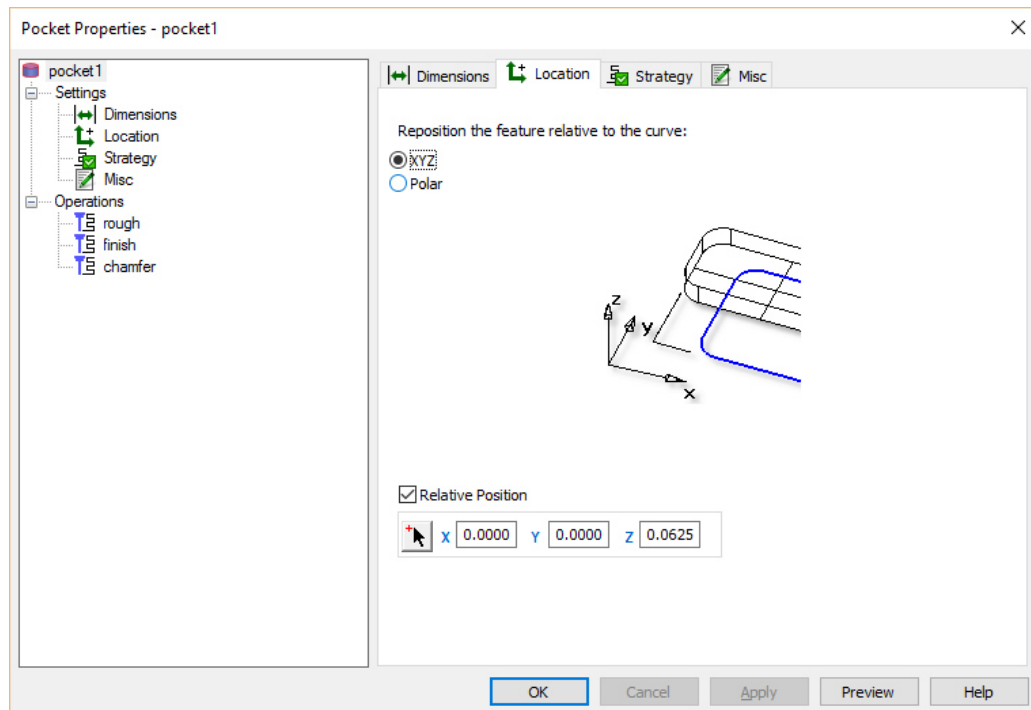 Pocket Properties - pocket1
pocket1
Settings
Dimensions
Location
Strategy
Misc
Operations
rough
finish
chamfer
Dimensions Location Strategy Misc
Reposition the feature relative to the curve:
XYZ
Polar
z
y
x
Relative Position
X 0.0000 Y 0.0000 Z 0.0625
OK Cancel Apply Preview Help